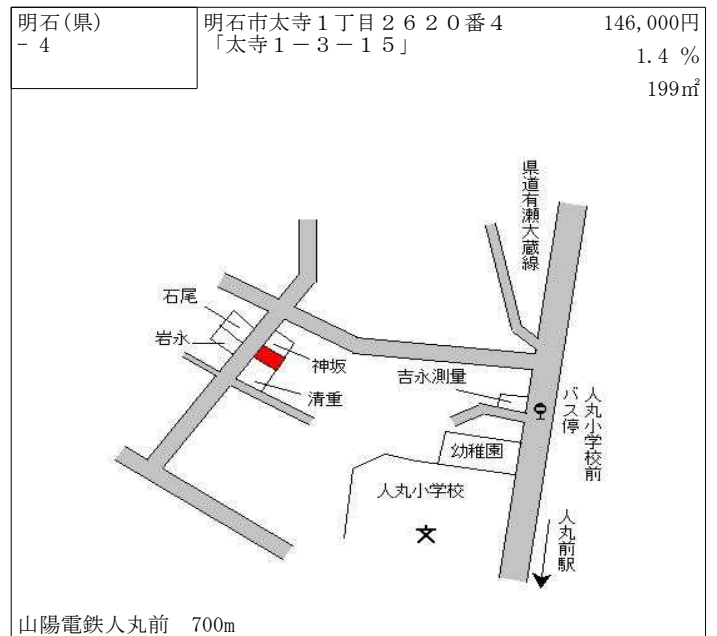 明石(県)
- 4
明石市太寺１丁目２６２０番４
「太寺１－３－１５」
146,000円
1.4 %
199㎡
県道有瀬大蔵線
石尾
岩永
神坂
清重
吉永測量
人丸小学校前
バス停
幼稚園
人丸小学校
人丸前駅
山陽電鉄人丸前　700m